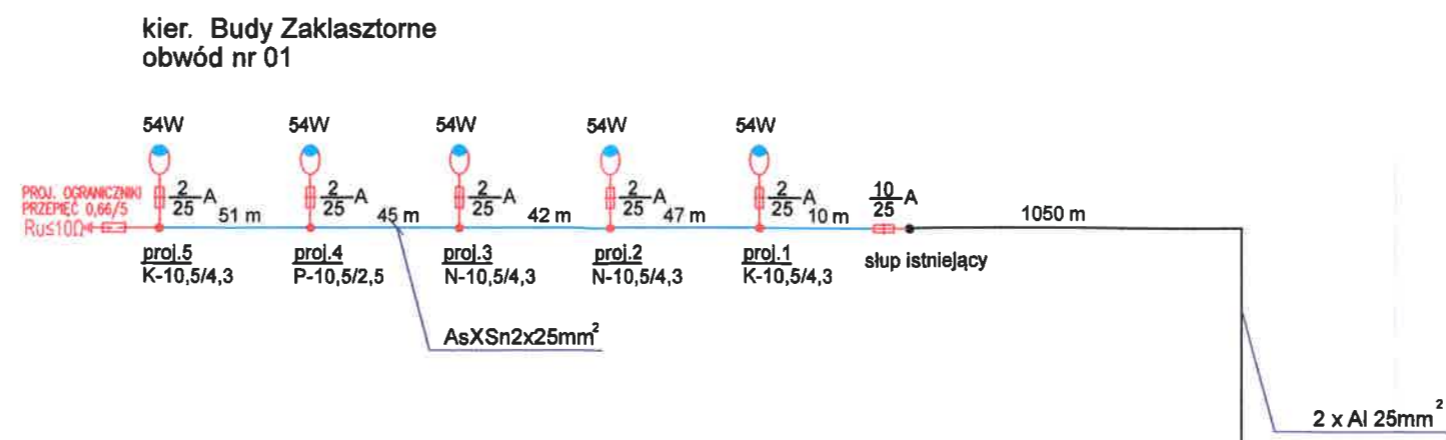 kier. Budy Zaklasztorne
obwód nr 01
54W 54W 54W 54W 54W
PROJ. OGRANICZNIKI
PRZEPIĘĆ 0,66/5
Ru≤10Ω
2/25 A 2/25 A 2/25 A 2/25 A 2/25 A 10/25 A
51 m 45 m 42 m 47 m 10 m 1050 m
proj.5 proj.4 proj.3 proj.2 proj.1 słup istniejący
K-10,5/4,3 P-10,5/2,5 N-10,5/4,3 N-10,5/4,3 K-10,5/4,3
AsXSn2x25mm²
2 x Al 25mm²